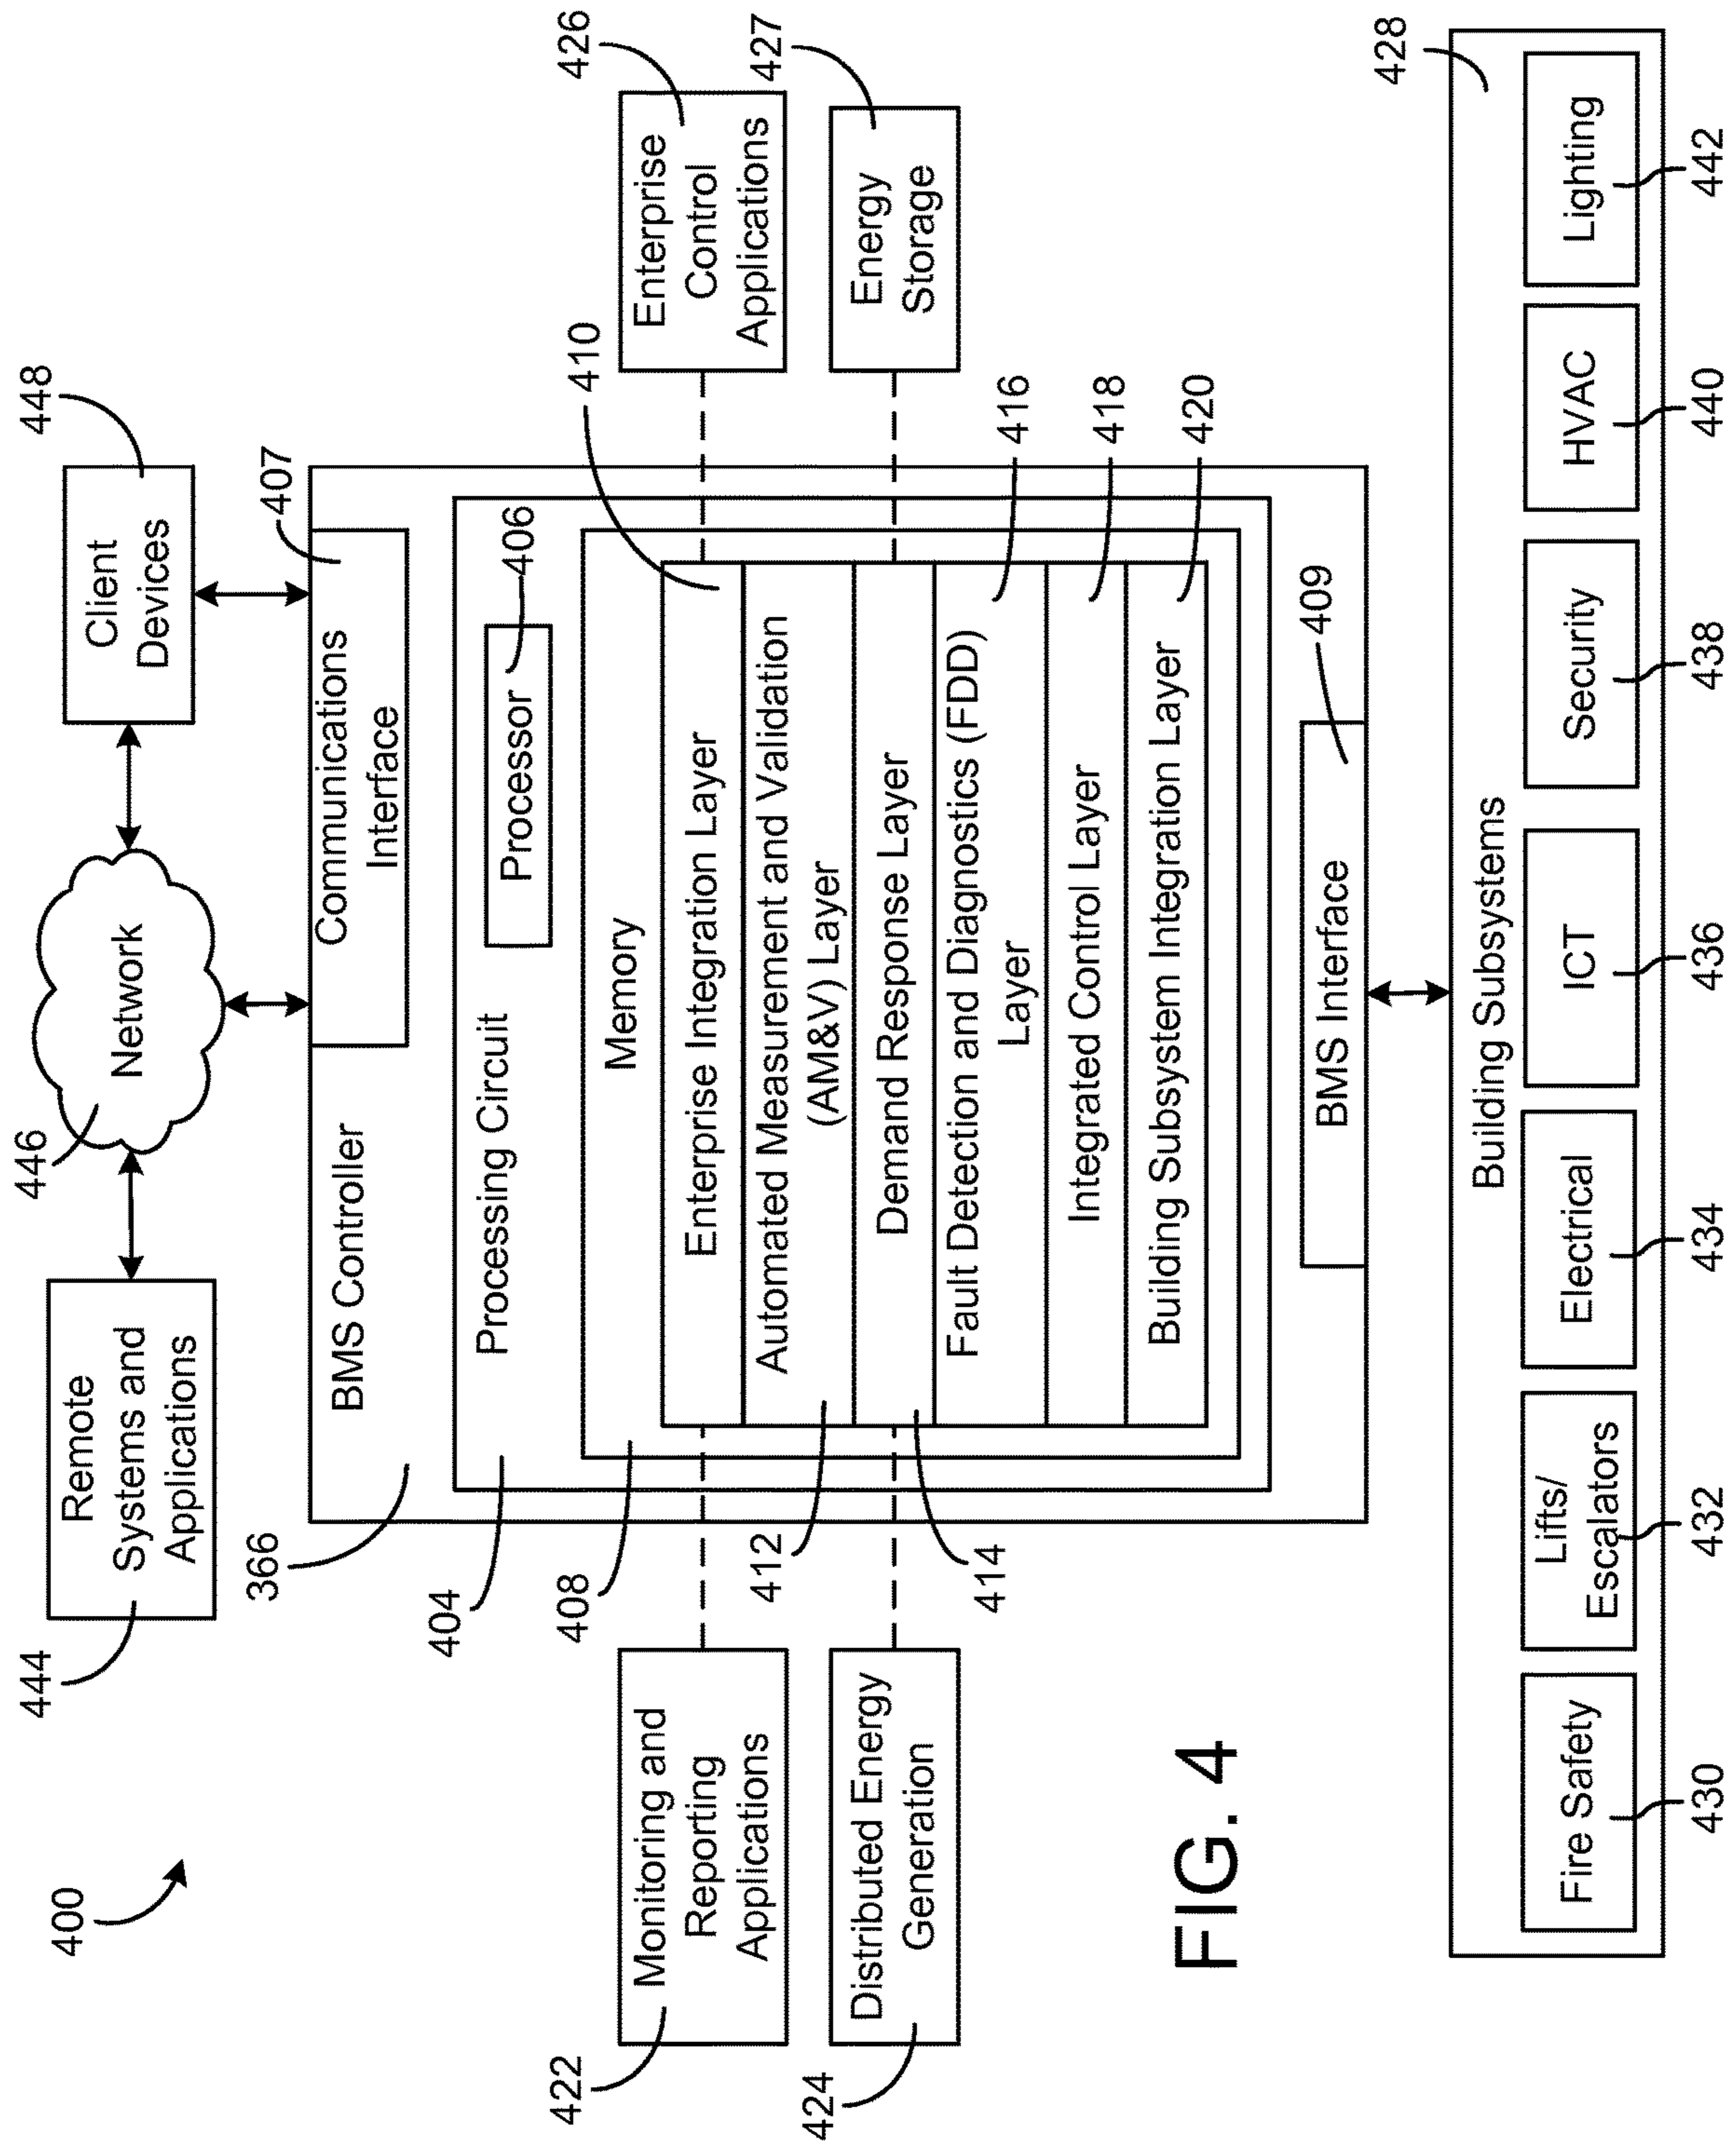 400
444
Remote
Systems and
Applications
446
Network
448
Client
Devices
366
BMS Controller
407
Communications
Interface
404
Processing Circuit
Processor
406
408
Memory
410
Enterprise Integration Layer
Automated Measurement and Validation
(AM&V) Layer
412
Demand Response Layer
414
Fault Detection and Diagnostics (FDD)
Layer
416
Integrated Control Layer
418
Building Subsystem Integration Layer
420
422
Monitoring and
Reporting
Applications
424
Distributed Energy
Generation
426
Enterprise
Control
Applications
427
Energy
Storage
BMS Interface
409
FIG. 4
428
Building Subsystems
Fire Safety
Lifts/
Escalators
Electrical
ICT
Security
HVAC
Lighting
430
432
434
436
438
440
442